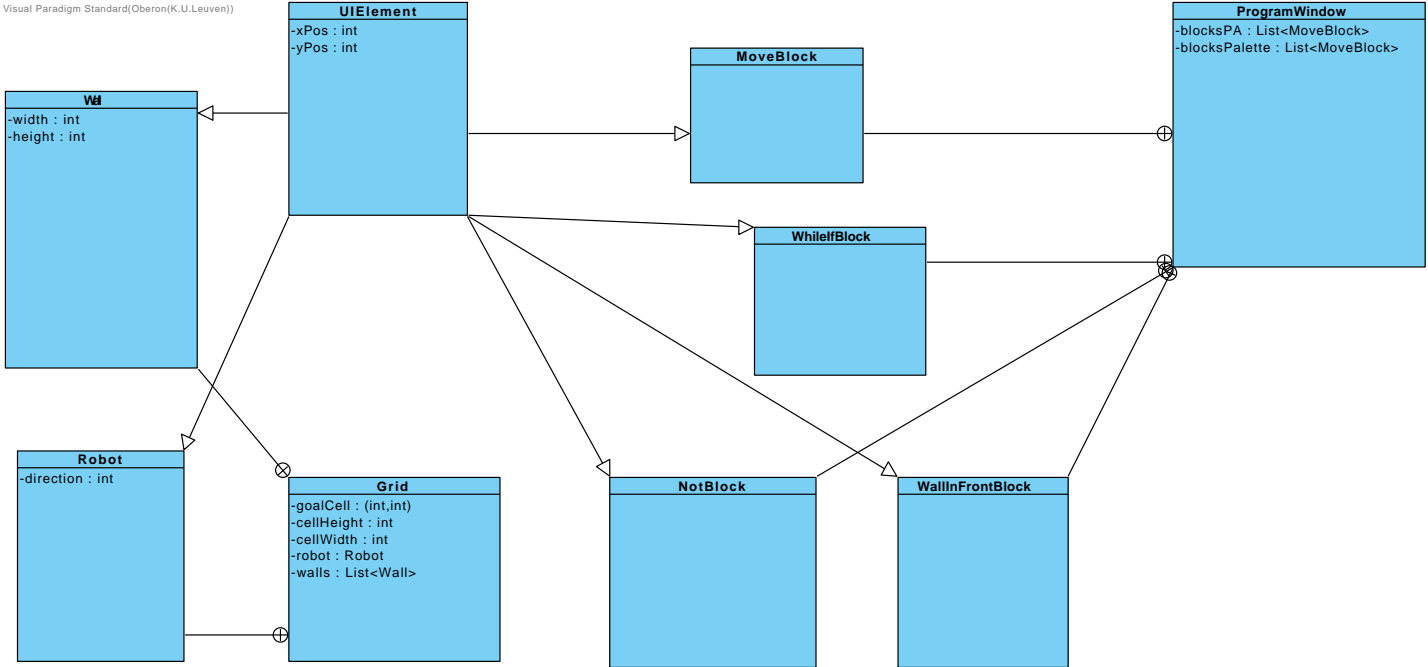 Visual Paradigm Standard(Oberon(K.U.Leuven))
UIElement
-xPos : int
-yPos : int
ProgramWindow
-blocksPA : List<MoveBlock>
-blocksPalette : List<MoveBlock>
MoveBlock
Wall
-width : int
-height : int
WhileIfBlock
Robot
-direction : int
Grid
-goalCell : (int,int)
-cellHeight : int
-cellWidth : int
-robot : Robot
-walls : List<Wall>
NotBlock
WallInFrontBlock